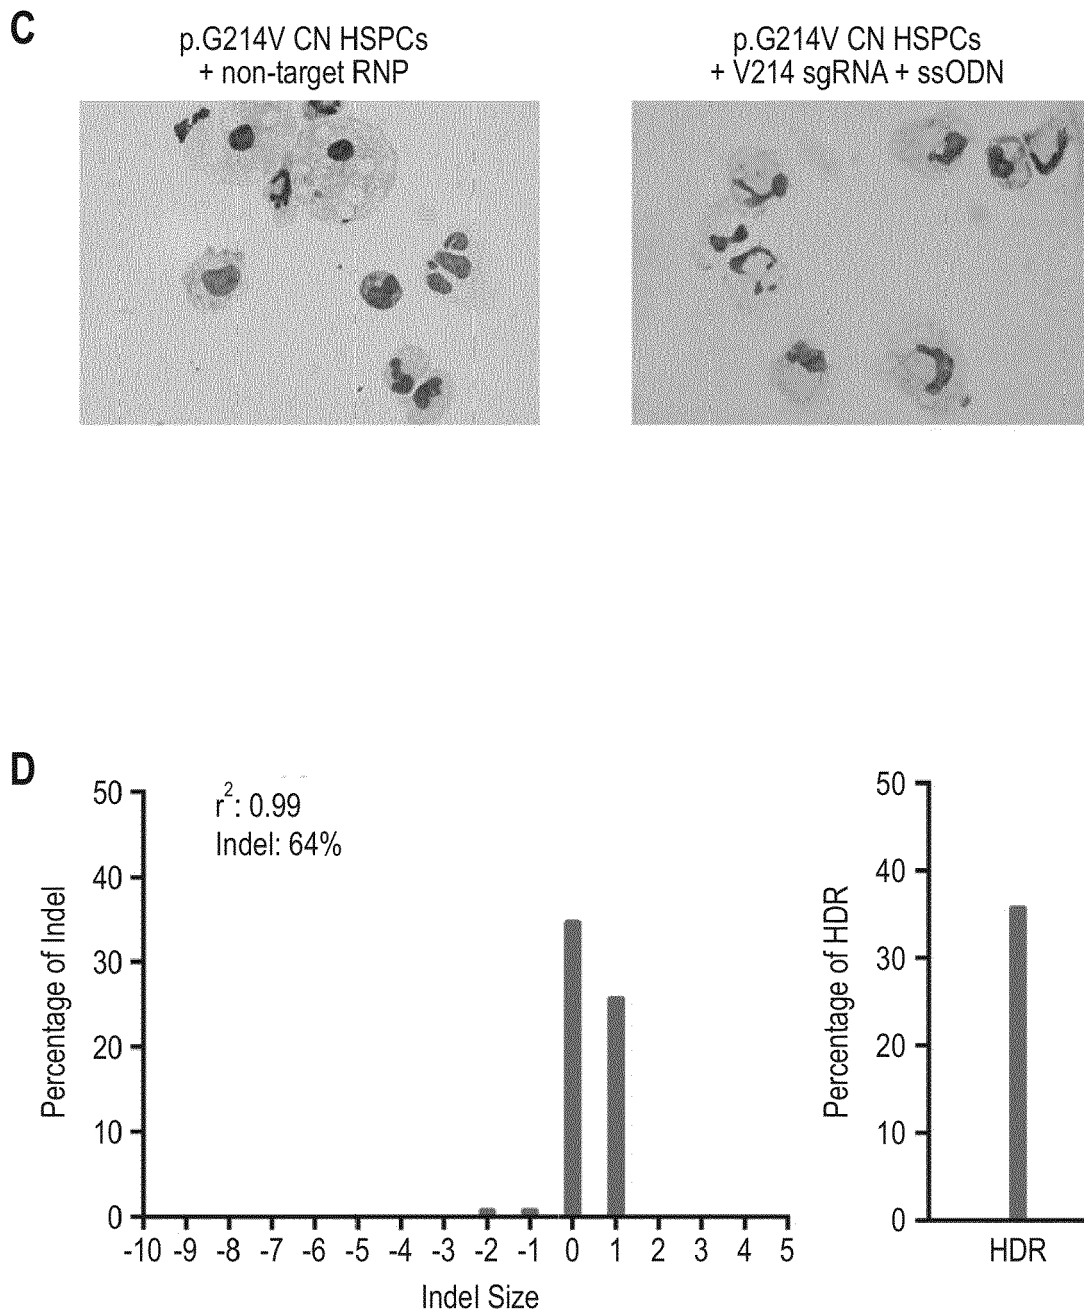 C
p.G214V CN HSPCs
+ non-target RNP
p.G214V CN HSPCs
+ V214 sgRNA + ssODN
D
r2: 0.99
Indel: 64%
Percentage of Indel
50
40
30
20
10
0
-10 -9 -8 -7 -6 -5 -4 -3 -2 -1 0 1 2 3 4 5
Indel Size
Percentage of HDR
50
40
30
20
10
0
HDR